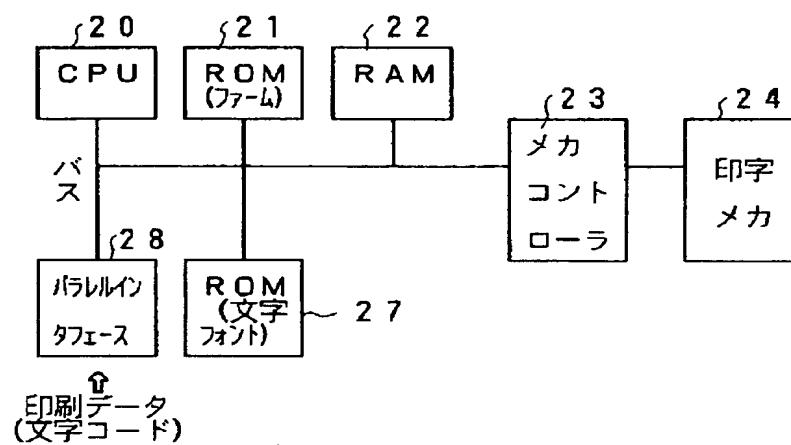 20
CPU
21
ROM
(ファーム)
22
RAM
23
メカ
コント
ローラ
24
印字
メカ
バス
28
パラレルイン
タフェース
ROM
(文字
フォント)
27
印刷データ
(文字コード)